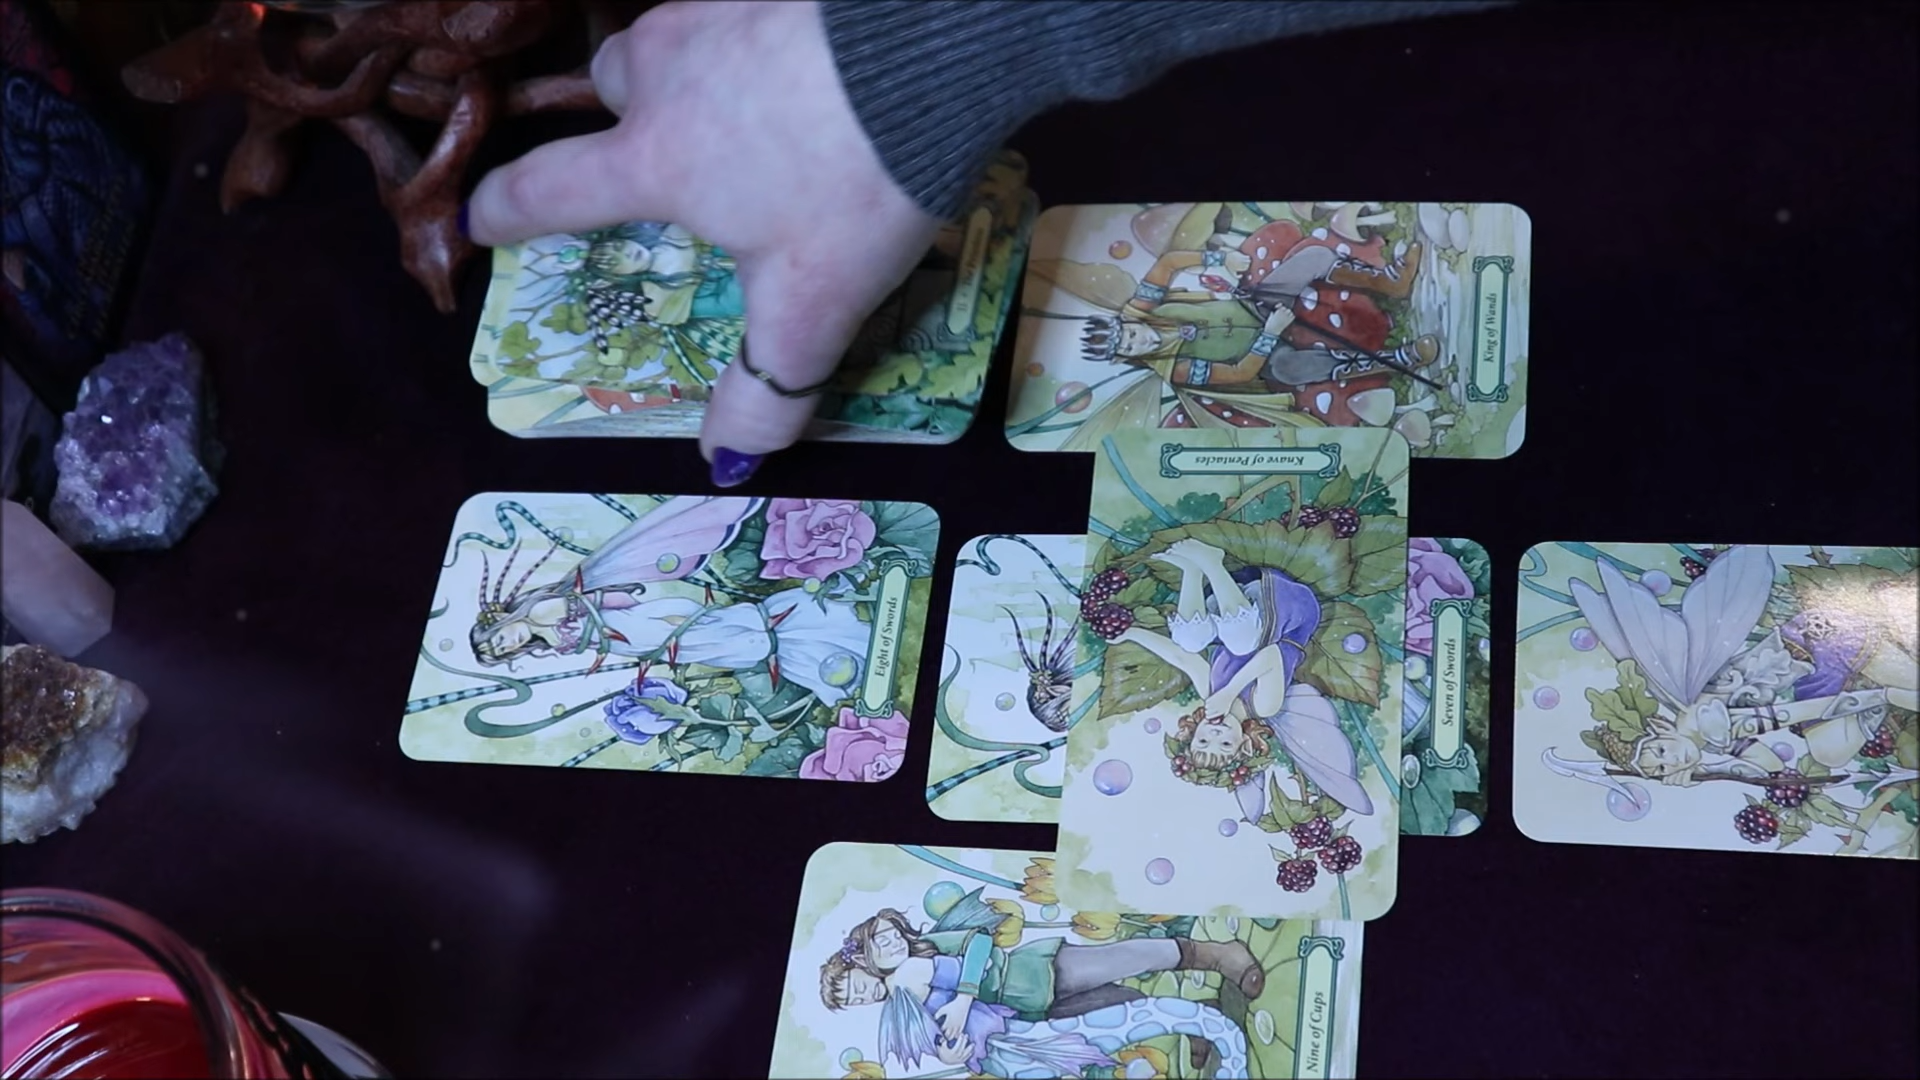 King of Wands
Knave of Pentacles
Eight of Swords
Seven of Swords
Nine of Cups